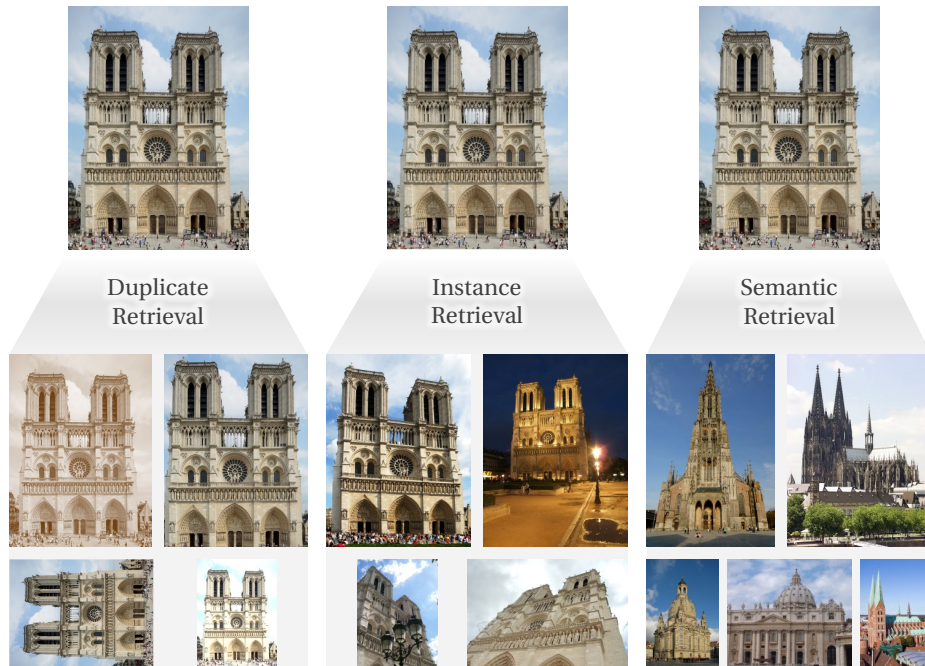 Duplicate
Retrieval
Instance
Retrieval
Semantic
Retrieval